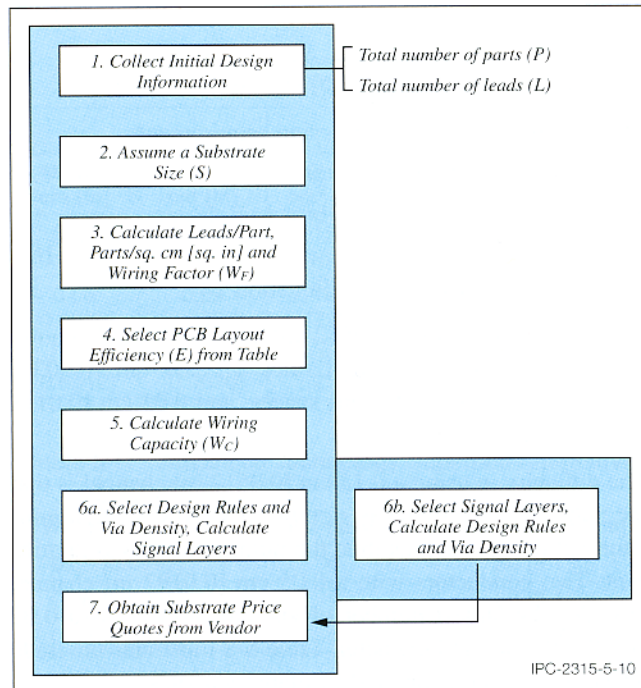 1. Collect Initial Design
Information
Total number of parts (P)
Total number of leads (L)
2. Assume a Substrate
Size (S)
3. Calculate Leads/Part,
Parts/sq. cm [sq. in] and
Wiring Factor (WF)
4. Select PCB Layout
Efficiency (E) from Table
5. Calculate Wiring
Capacity (WC)
6a. Select Design Rules and
Via Density, Calculate
Signal Layers
6b. Select Signal Layers,
Calculate Design Rules
and Via Density
7. Obtain Substrate Price
Quotes from Vendor
IPC-2315-5-10